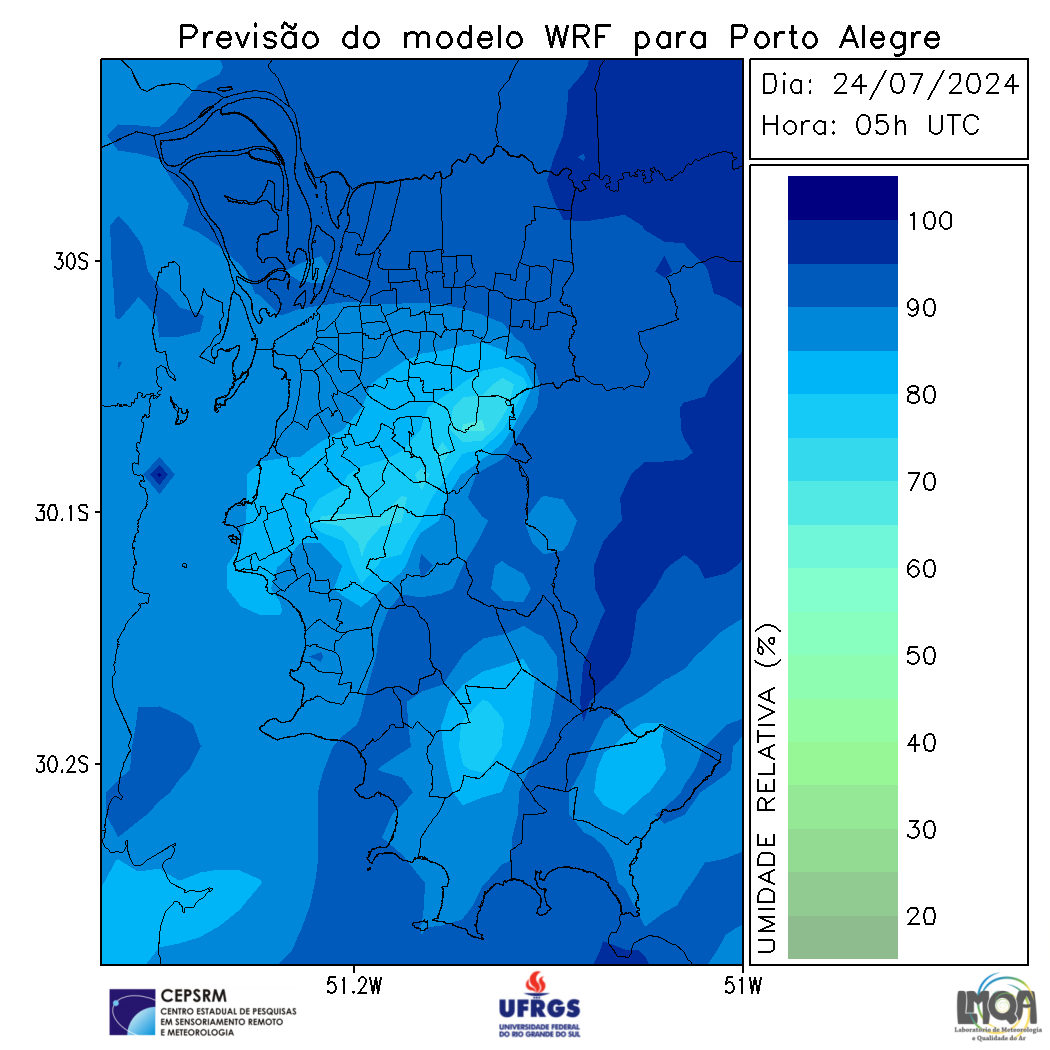 Previsão do modelo WRF para Porto Alegre
Dia: 24/07/2024
Hora: 05h UTC
100
90
80
70
60
50
40
30
20
UMIDADE RELATIVA (%)
30S
30.1S
30.2S
51.2W
51W
CEPSRM
CENTRO ESTADUAL DE PESQUISAS
EM SENSORIAMENTO REMOTO
E METEOROLOGIA
UFRGS
UNIVERSIDADE FEDERAL
DO RIO GRANDE DO SUL
LMQA
Laboratório de Meteorologia
e Qualidade do Ar